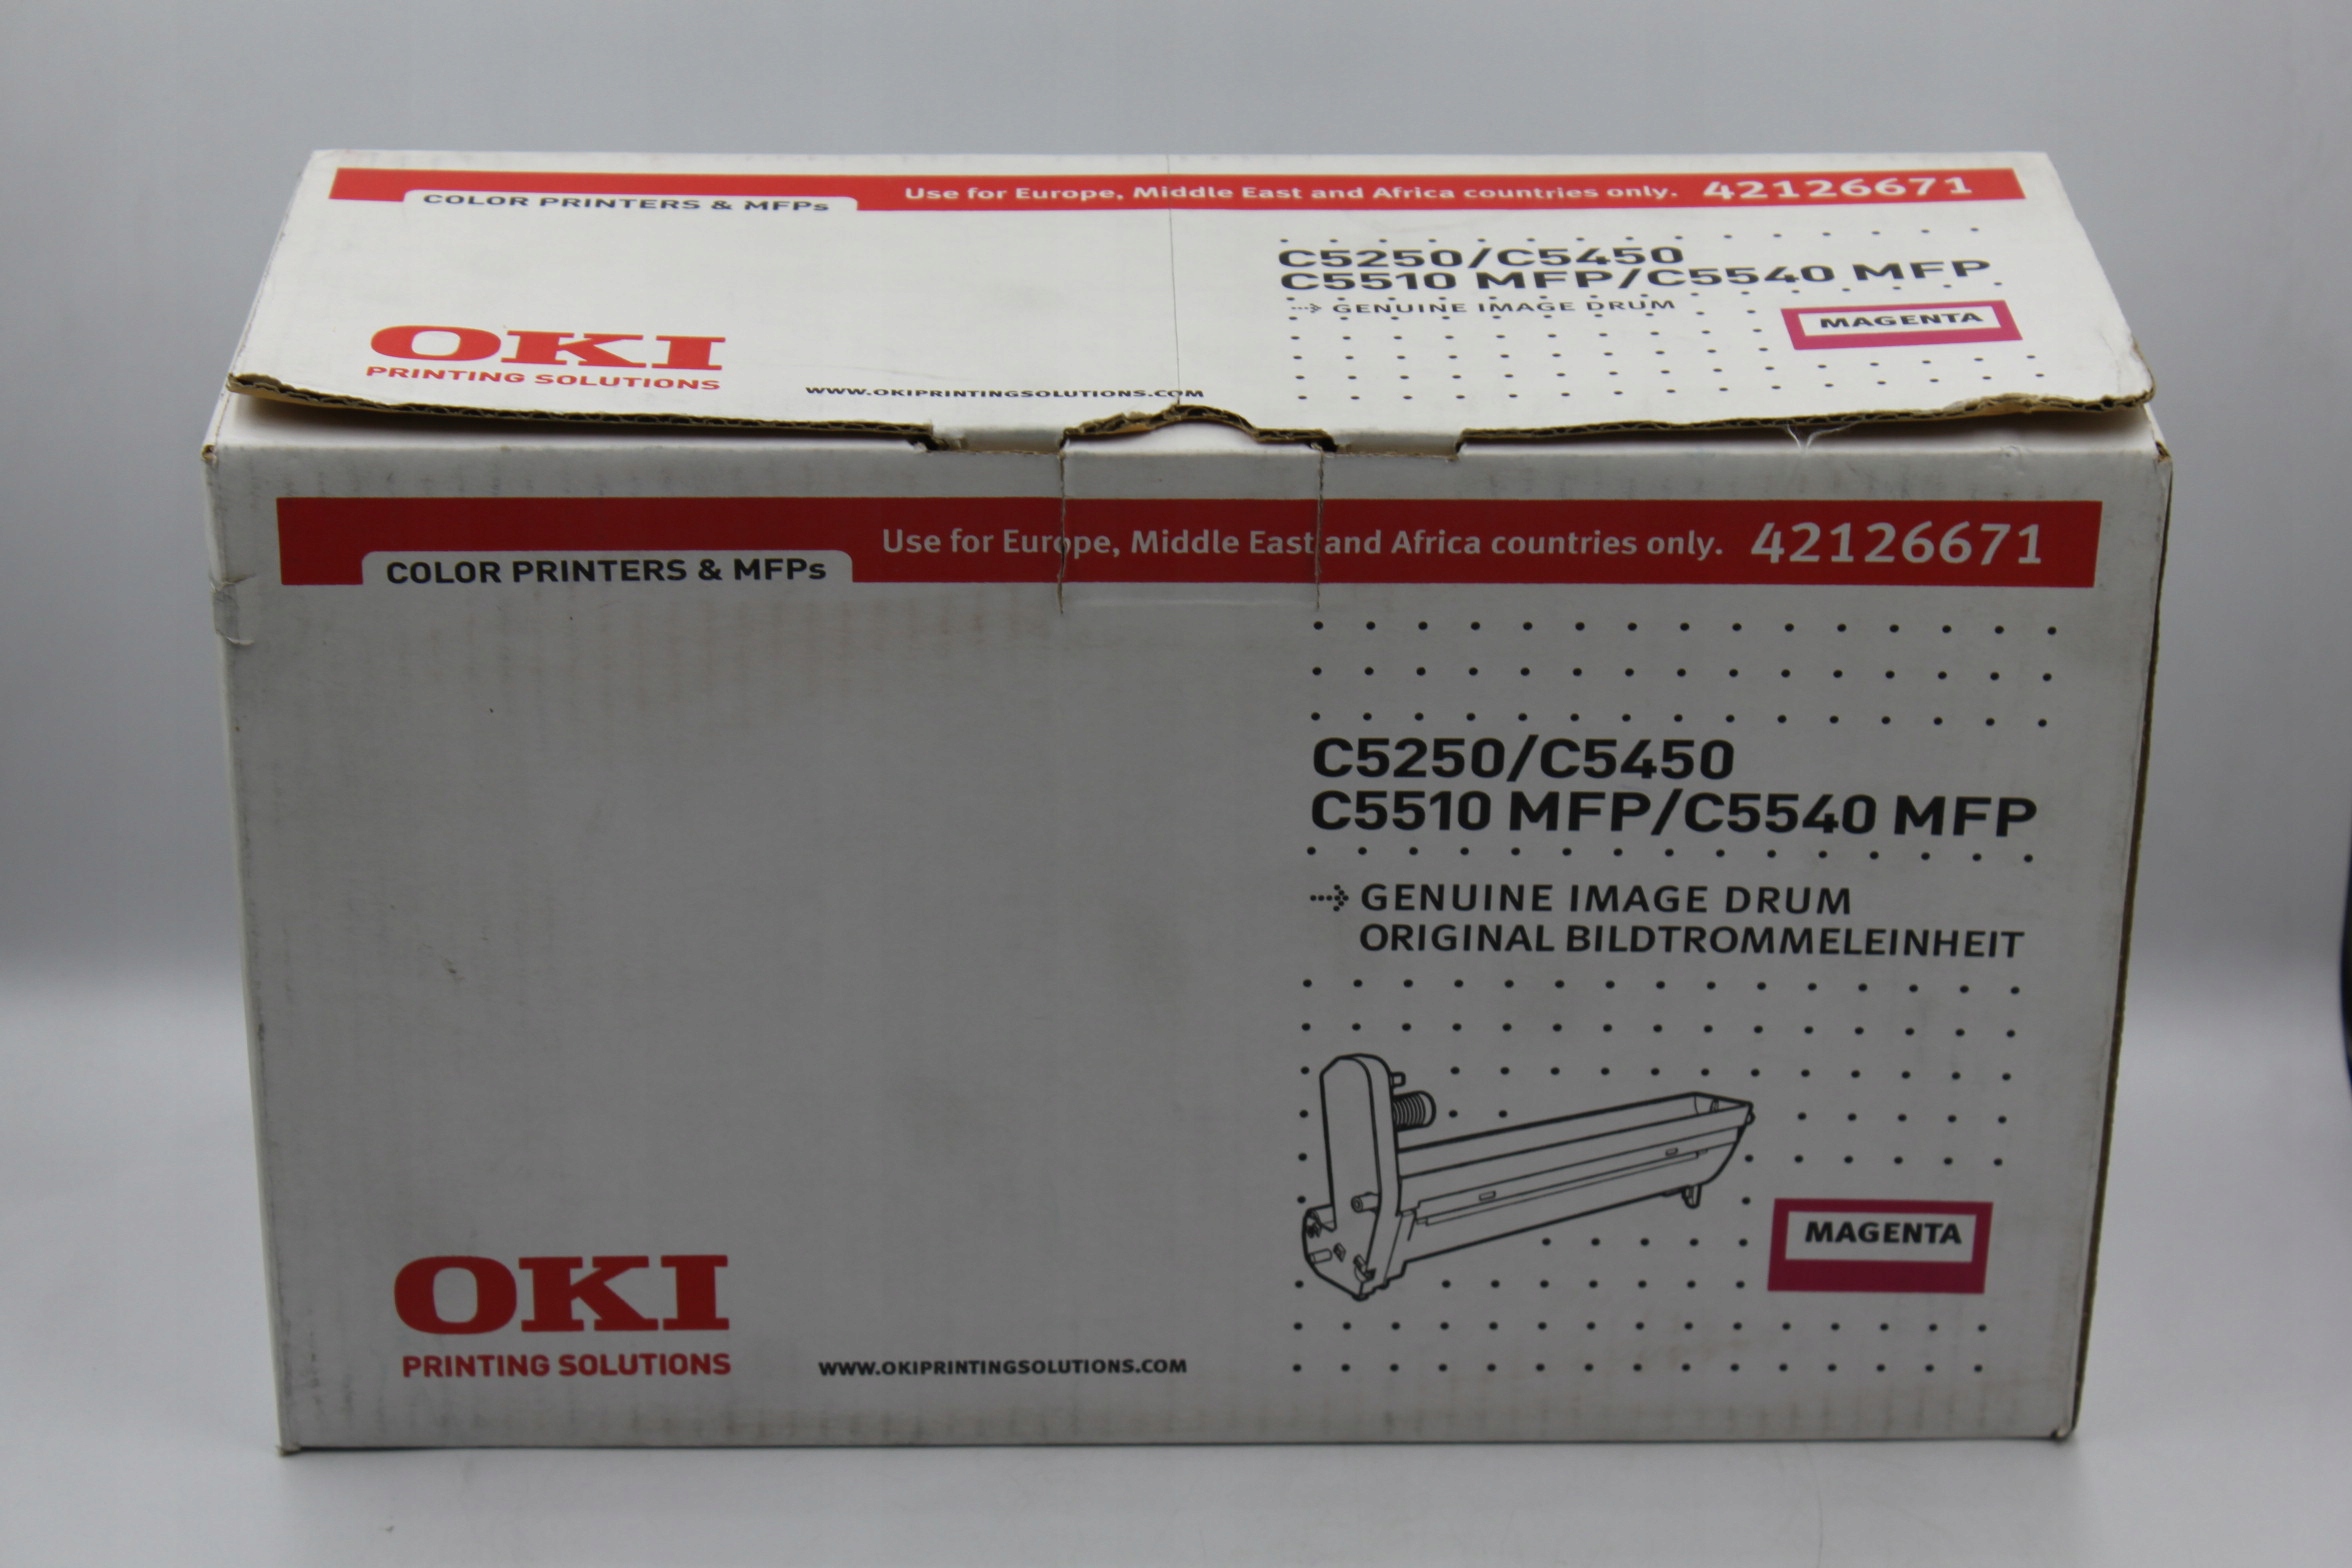 COLOR PRINTERS & MFPs
Use for Europe, Middle East and Africa countries only. 42126671
C5250/C5450
C5510 MFP/C5540 MFP
GENUINE IMAGE DRUM
MAGENTA
OKI
PRINTING SOLUTIONS
WWW.OKIPRINTINGSOLUTIONS.COM
COLOR PRINTERS & MFPs
Use for Europe, Middle East and Africa countries only. 42126671
C5250/C5450
C5510 MFP/C5540 MFP
GENUINE IMAGE DRUM
ORIGINAL BILDTROMMELEINHEIT
MAGENTA
OKI
PRINTING SOLUTIONS
WWW.OKIPRINTINGSOLUTIONS.COM